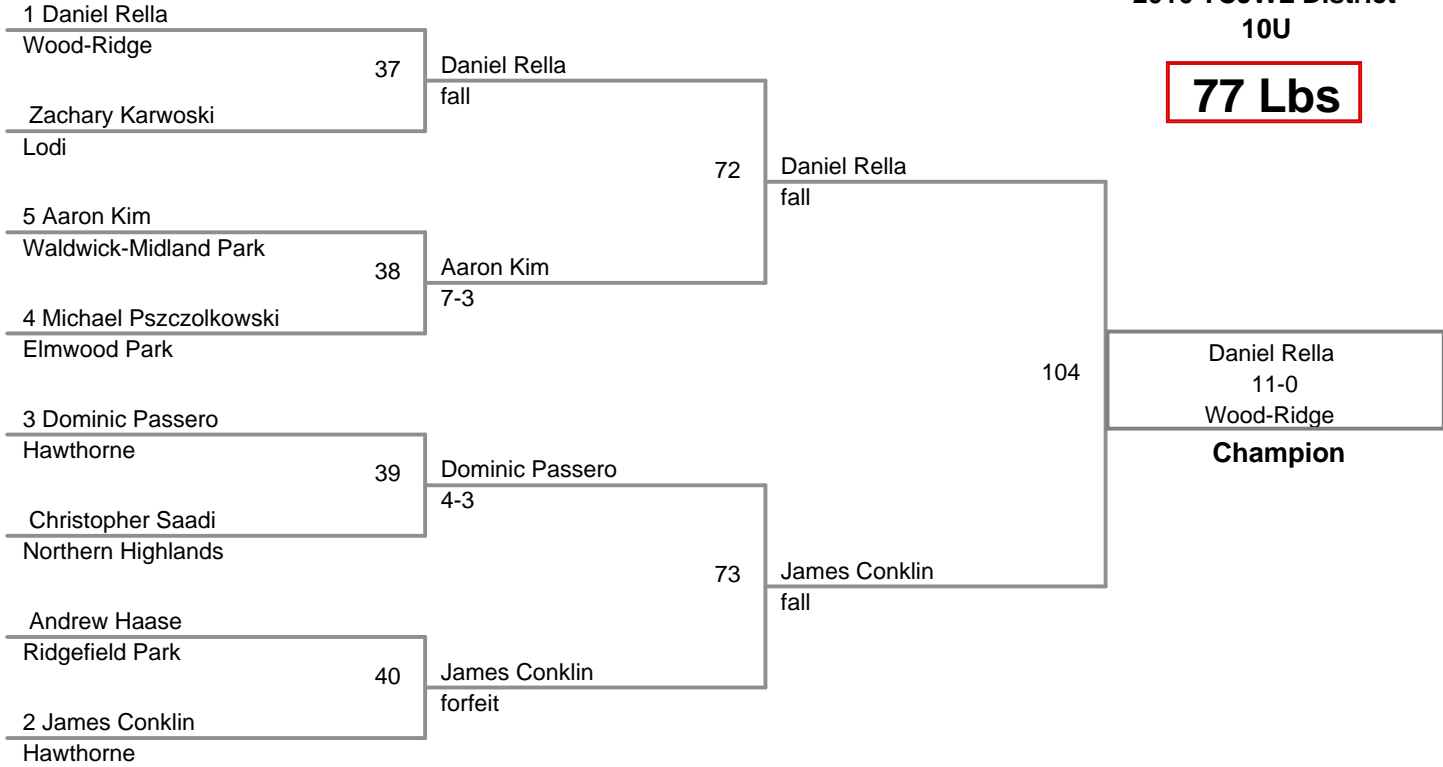 1 Daniel Rella
Wood-Ridge
37
Zachary Karwoski
Lodi
5 Aaron Kim
Waldwick-Midland Park
38
4 Michael Pszczolkowski
Elmwood Park
3 Dominic Passero
Hawthorne
39
Christopher Saadi
Northern Highlands
Andrew Haase
Ridgefield Park
40
2 James Conklin
Hawthorne
Daniel Rella
fall
72
Aaron Kim
7-3
Dominic Passero
4-3
73
James Conklin
forfeit
Daniel Rella
fall
104
James Conklin
fall
District
10U
77 Lbs
Daniel Rella
11-0
Wood-Ridge
Champion